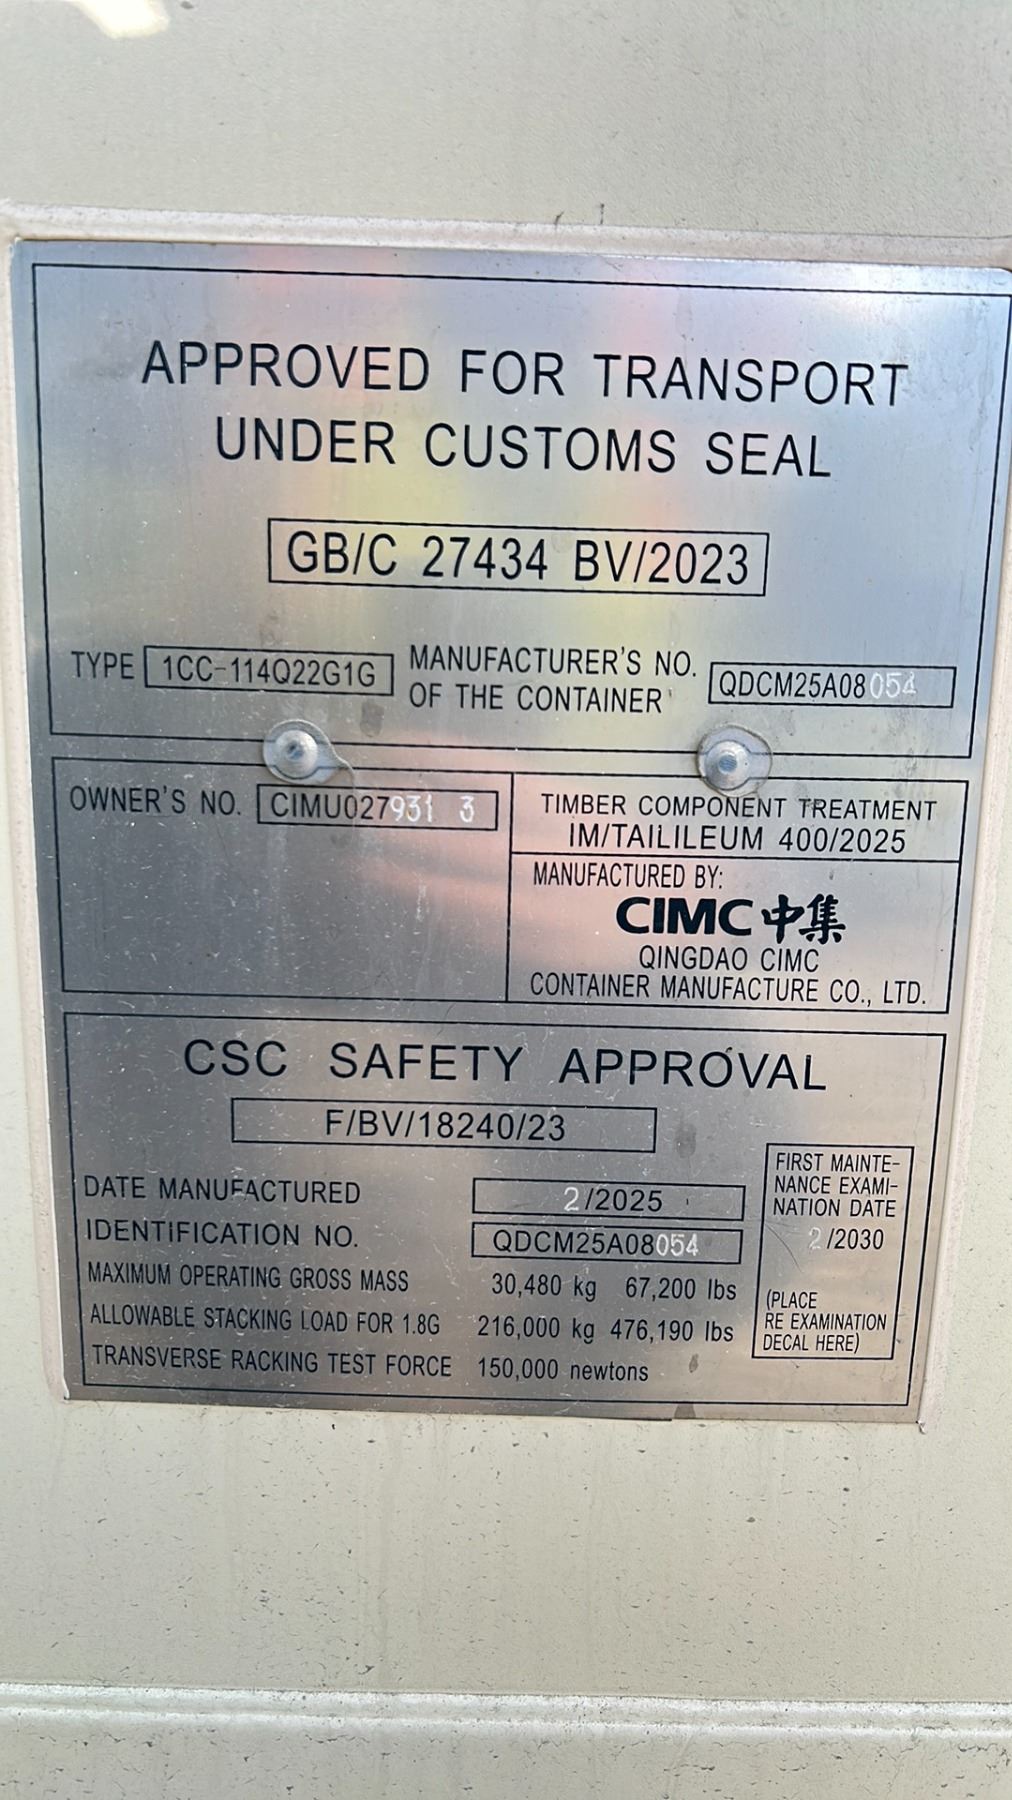 APPROVED FOR TRANSPORT
UNDER CUSTOMS SEAL
GB/C 27434 BV/2023
TYPE 1CC-114Q22G1G
MANUFACTURER'S NO.
OF THE CONTAINER
QDCM25A08054
OWNER'S NO. CIMU027931 3
TIMBER COMPONENT TREATMENT
IM/TAILILEUM 400/2025
MANUFACTURED BY:
CIMC中集
QINGDAO CIMC
CONTAINER MANUFACTURE CO., LTD.
CSC SAFETY APPROVAL
F/BV/18240/23
DATE MANUFACTURED 2/2025
IDENTIFICATION NO. QDCM25A08054
MAXIMUM OPERATING GROSS MASS 30,480 kg 67,200 lbs
ALLOWABLE STACKING LOAD FOR 1.8G 216,000 kg 476,190 lbs
TRANSVERSE RACKING TEST FORCE 150,000 newtons
FIRST MAINTE-
NANCE EXAMI-
NATION DATE
2/2030
(PLACE
RE EXAMINATION
DECAL HERE)